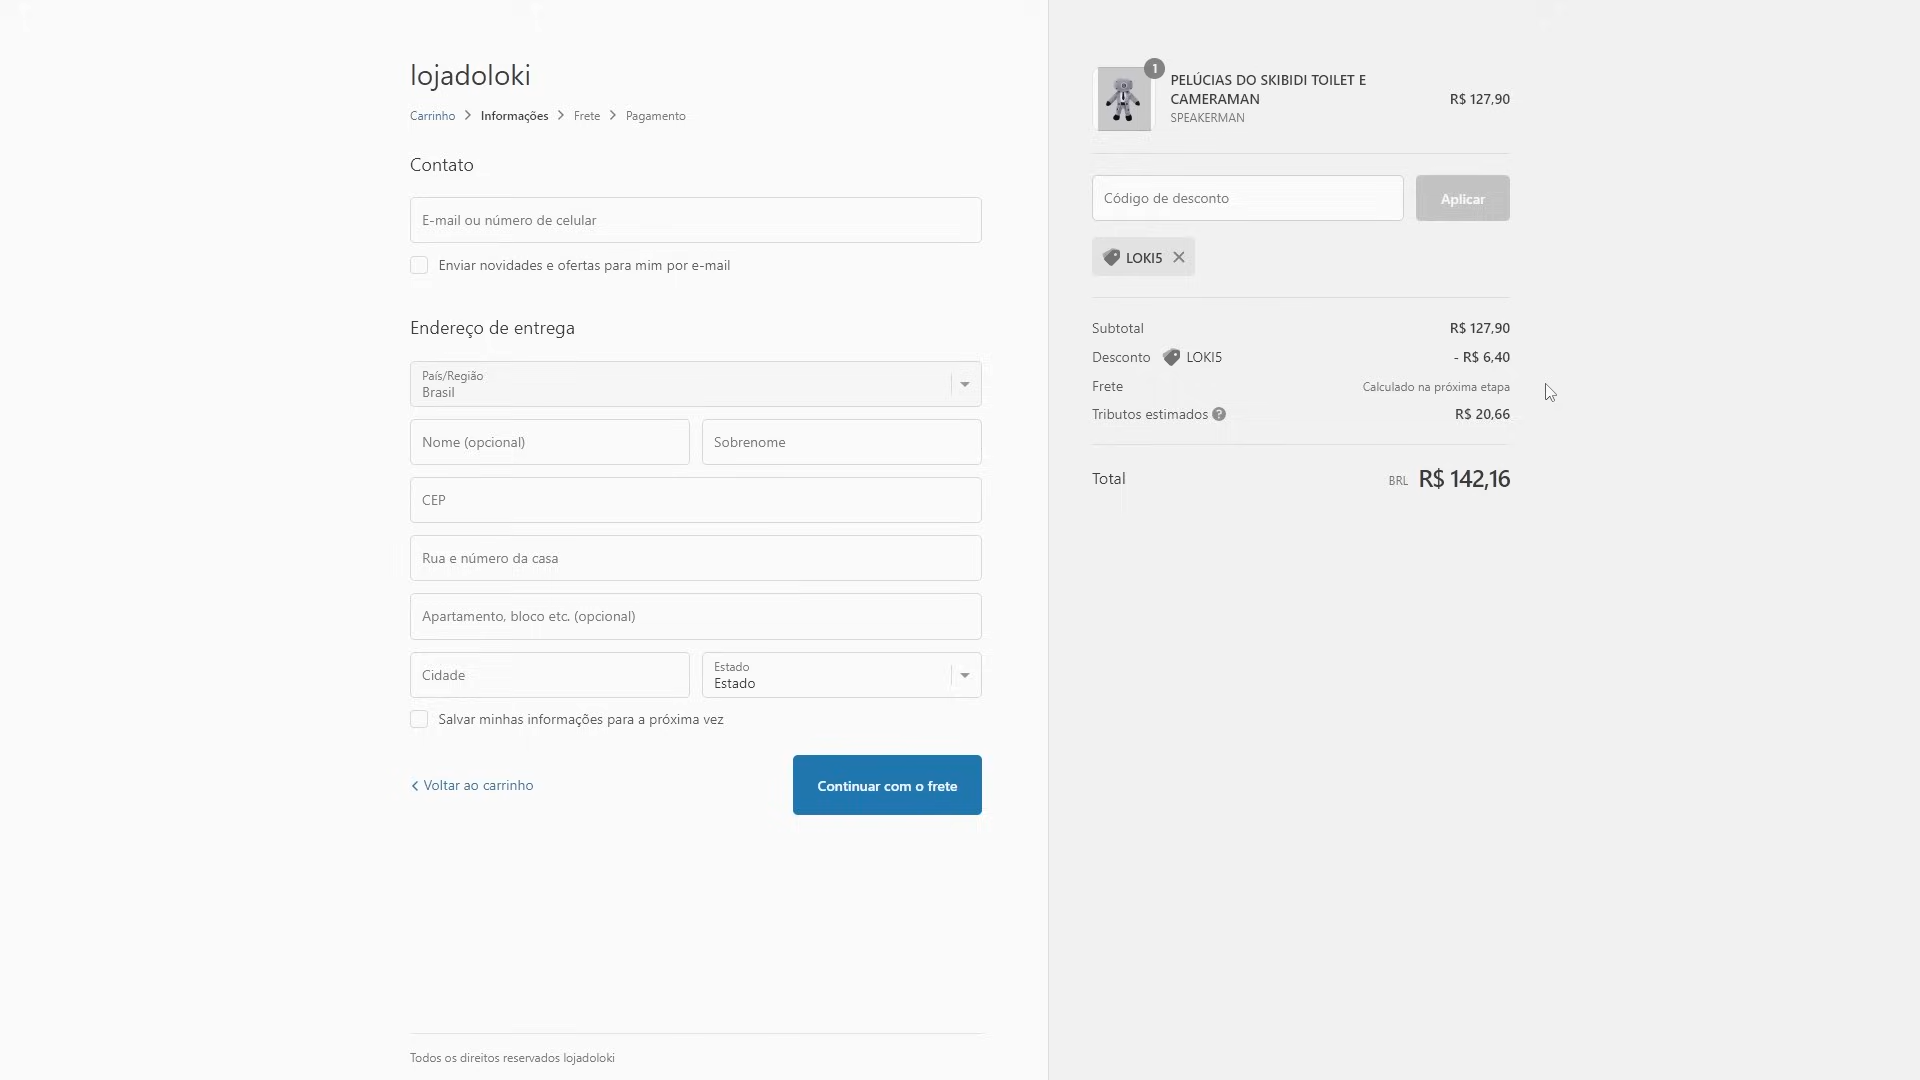 lojadoloki
Carrinho > Informações > Frete > Pagamento
Contato
E-mail ou número de celular
Enviar novidades e ofertas para mim por e-mail
Endereço de entrega
País/Região
Brasil
Nome (opcional) Sobrenome
CEP
Rua e número da casa
Apartamento, bloco etc. (opcional)
Cidade
Estado
Estado
Salvar minhas informações para a próxima vez
< Voltar ao carrinho
Continuar com o frete
Todos os direitos reservados lojadoloki
1
PELÚCIAS DO SKIBIDI TOILET E
CAMERAMAN
SPEAKERMAN
R$ 127,90
Código de desconto
Aplicar
LOKI5
Subtotal R$ 127,90
Desconto LOKI5 - R$ 6,40
Frete Calculado na próxima etapa
Tributos estimados ? R$ 20,66
Total BRL R$ 142,16